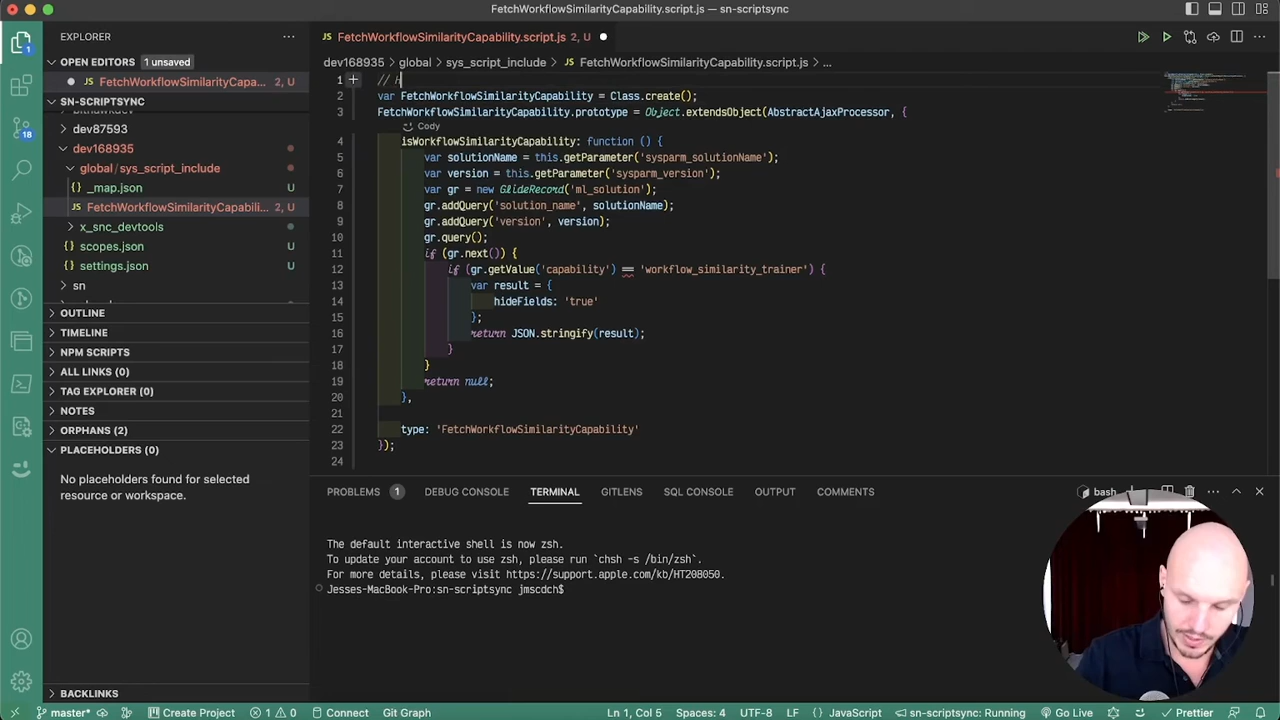 FetchWorkflowSimilarityCapability.script.js — sn-scriptsync
EXPLORER
OPEN EDITORS 1 unsaved
JS FetchWorkflowSimilarityCapa... 2, U
SN-SCRIPTSYNC
dev87593
dev168935
global / sys_script_include
_map.json U
JS FetchWorkflowSimilarityCapabili... 2, U
x_snc_devtools
{} scopes.json U
{} settings.json U
sn
OUTLINE
TIMELINE
NPM SCRIPTS
ALL LINKS (0)
TAG EXPLORER (0)
NOTES
ORPHANS (2)
PLACEHOLDERS (0)
No placeholders found for selected
resource or workspace.
BACKLINKS
1
18
JS FetchWorkflowSimilarityCapability.script.js 2, U
dev168935 > global > sys_script_include > JS FetchWorkflowSimilarityCapability.script.js > ...
1 // h
2 var FetchWorkflowSimilarityCapability = Class.create();
3 FetchWorkflowSimilarityCapability.prototype = Object.extendsObject(AbstractAjaxProcessor, {
Cody
4 isWorkflowSimilarityCapability: function () {
5 var solutionName = this.getParameter('sysparm_solutionName');
6 var version = this.getParameter('sysparm_version');
7 var gr = new GlideRecord('ml_solution');
8 gr.addQuery('solution_name', solutionName);
9 gr.addQuery('version', version);
10 gr.query();
11 if (gr.next()) {
12 if (gr.getValue('capability') == 'workflow_similarity_trainer') {
13 var result = {
14 hideFields: 'true'
15 };
16 return JSON.stringify(result);
17 }
18 }
19 return null;
20 },
21
22 type: 'FetchWorkflowSimilarityCapability'
23 });
24
PROBLEMS 1 DEBUG CONSOLE TERMINAL GITLENS SQL CONSOLE OUTPUT COMMENTS bash
The default interactive shell is now zsh.
To update your account to use zsh, please run `chsh -s /bin/zsh`.
For more details, please visit https://support.apple.com/kb/HT208050.
Jesses-MacBook-Pro:sn-scriptsync jmscdch$
master* Create Project 1 0 Connect Git Graph Ln 1, Col 5 Spaces: 4 UTF-8 LF {} JavaScript sn-scriptsync: Running Go Live Prettier